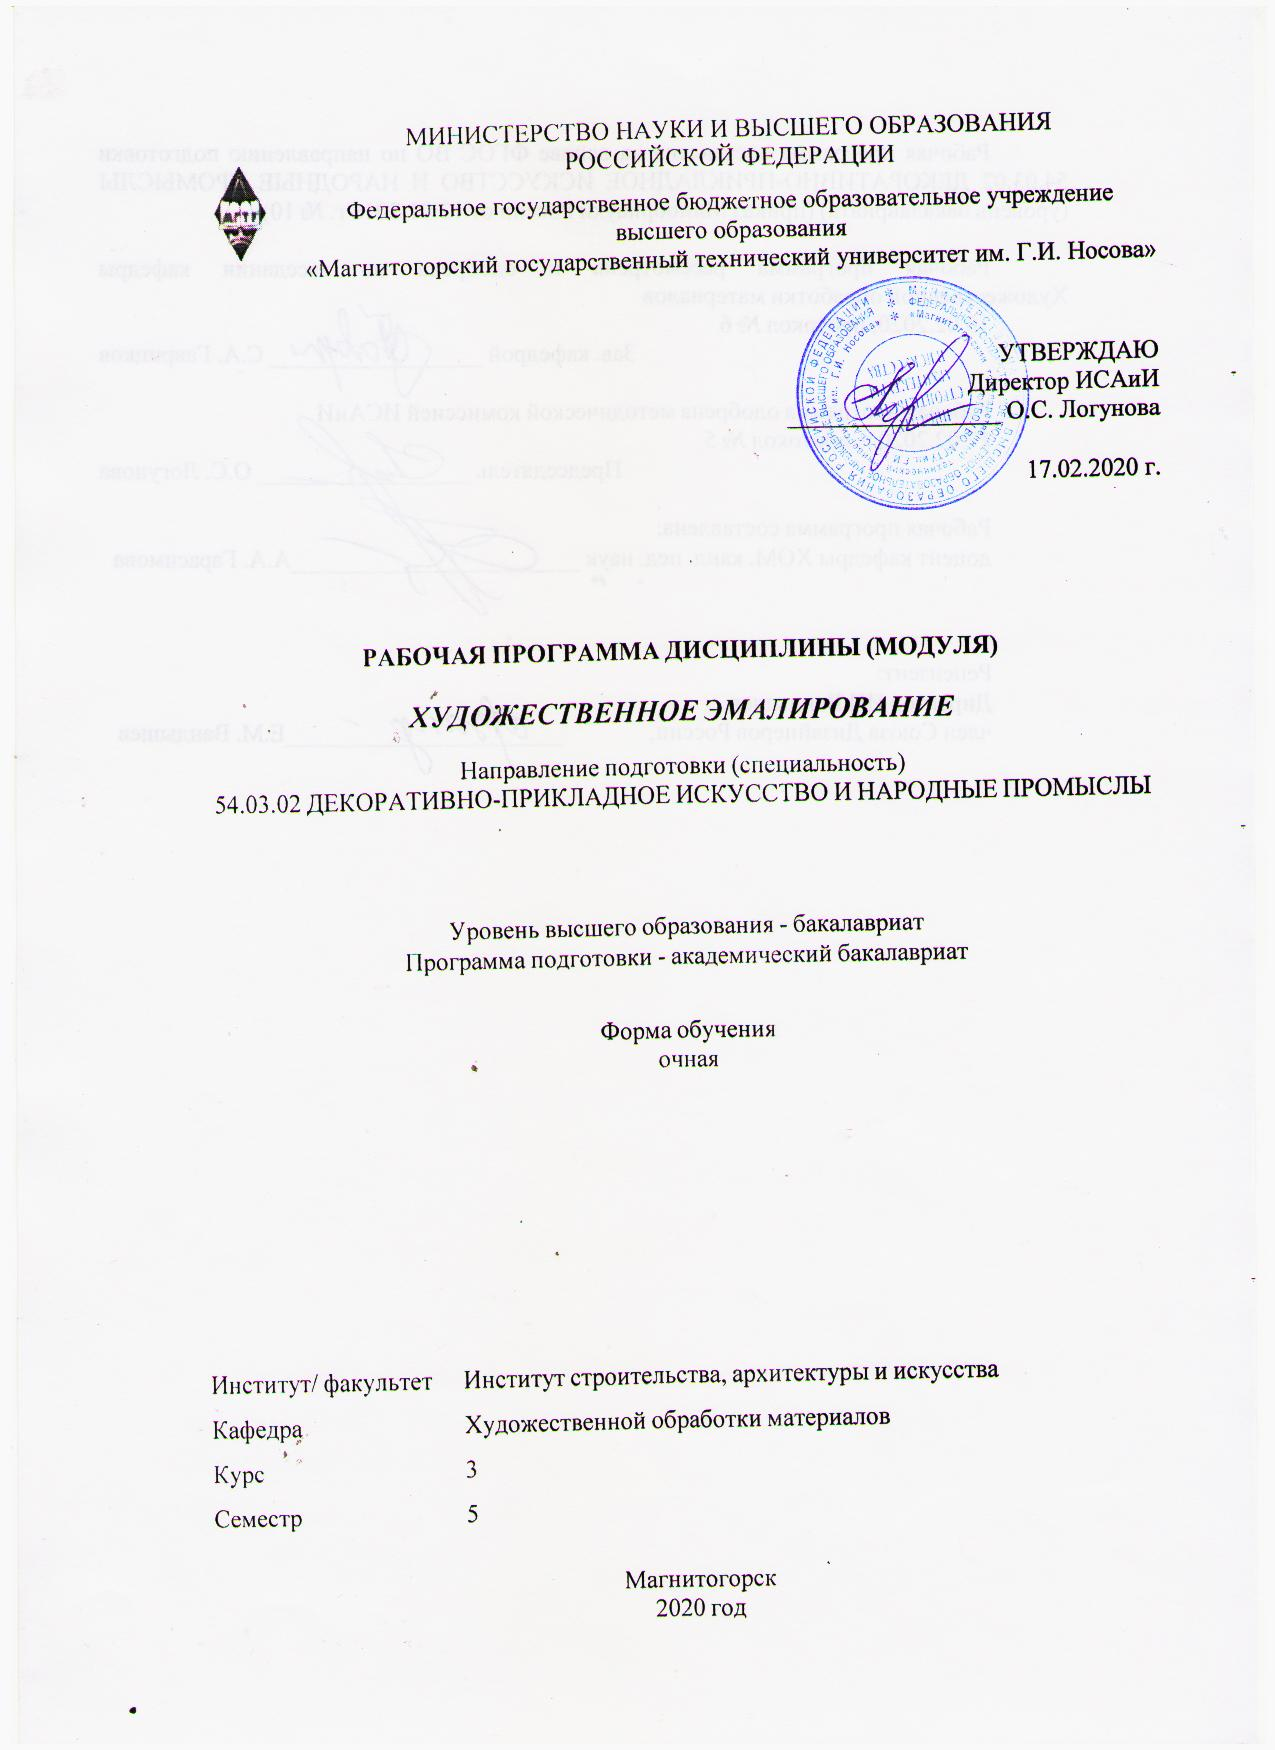 МИНИСТЕРСТВО НАУКИ И ВЫСШЕГО ОБРАЗОВАНИЯ
РОССИЙСКОЙ ФЕДЕРАЦИИ
Федеральное государственное бюджетное образовательное учреждение
высшего образования
«Магнитогорский государственный технический университет им. Г.И. Носова»
УТВЕРЖДАЮ
Директор ИСАиИ
О.С. Логунова
17.02.2020 г.
РАБОЧАЯ ПРОГРАММА ДИСЦИПЛИНЫ (МОДУЛЯ)
ХУДОЖЕСТВЕННОЕ ЭМАЛИРОВАНИЕ
Направление подготовки (специальность)
54.03.02 ДЕКОРАТИВНО-ПРИКЛАДНОЕ ИСКУССТВО И НАРОДНЫЕ ПРОМЫСЛЫ
Уровень высшего образования - бакалавриат
Программа подготовки - академический бакалавриат
Форма обучения
очная
Институт/ факультет Институт строительства, архитектуры и искусства
Кафедра Художественной обработки материалов
Курс 3
Семестр 5
Магнитогорск
2020 год